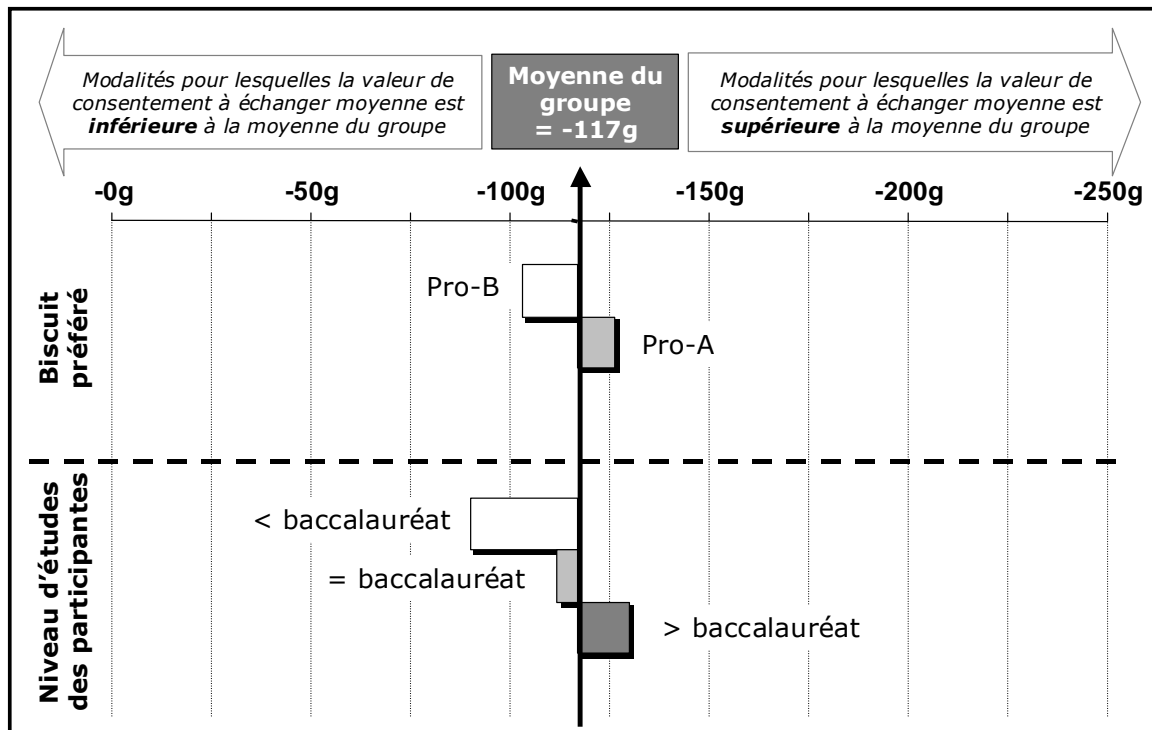 Modalités pour lesquelles la valeur de
consentement à échanger moyenne est
inférieure à la moyenne du groupe
Moyenne du
groupe
= -117g
Modalités pour lesquelles la valeur de
consentement à échanger moyenne est
supérieure à la moyenne du groupe
-0g -50g -100g -150g -200g -250g
Biscuit
préféré
Pro-B
Pro-A
Niveau d'études
des participantes
< baccalauréat
= baccalauréat
> baccalauréat